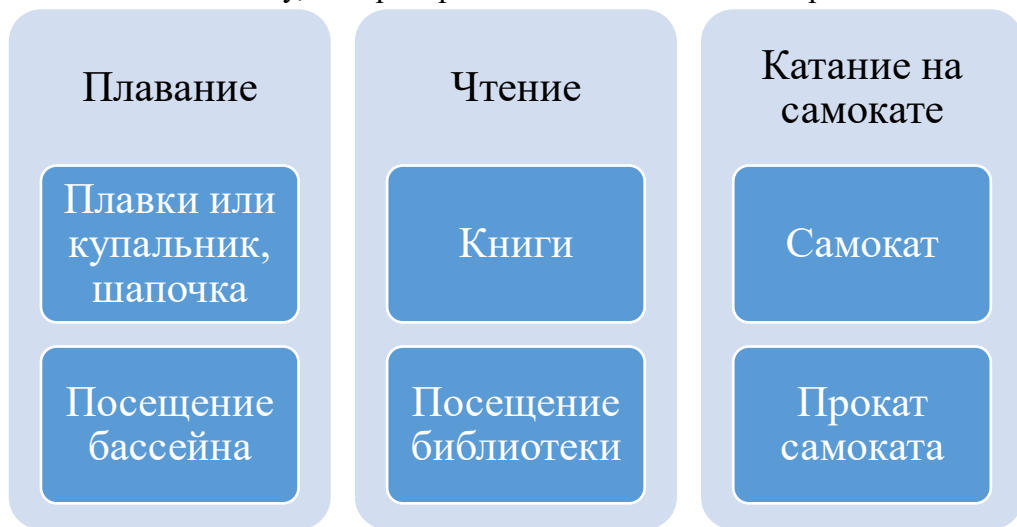 Плавание
Плавки или
купальник,
шапочка
Посещение
бассейна
Чтение
Книги
Посещение
библиотеки
Катание на
самокате
Самокат
Прокат
самоката